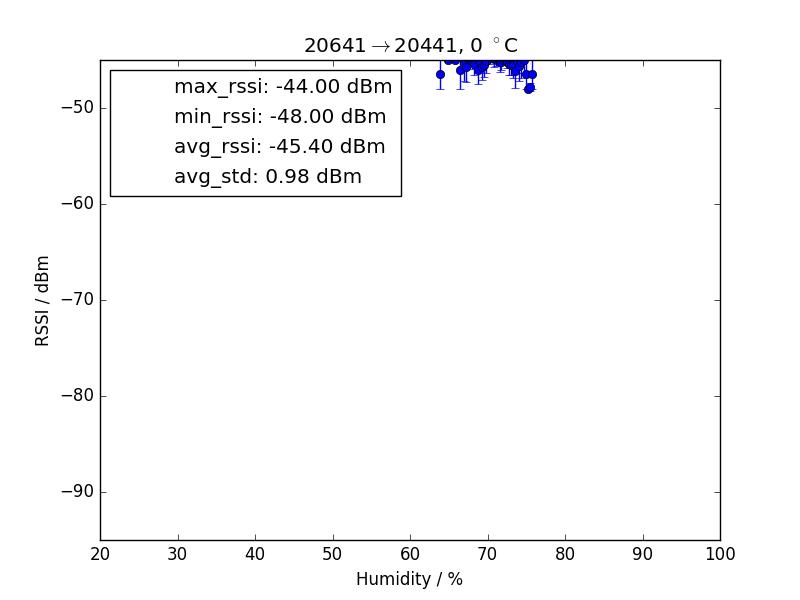 20641→20441, 0 °C
max_rssi: -44.00 dBm
min_rssi: -48.00 dBm
avg_rssi: -45.40 dBm
avg_std: 0.98 dBm
RSSI / dBm
−50
−60
−70
−80
−90
20 30 40 50 60 70 80 90 100
Humidity / %